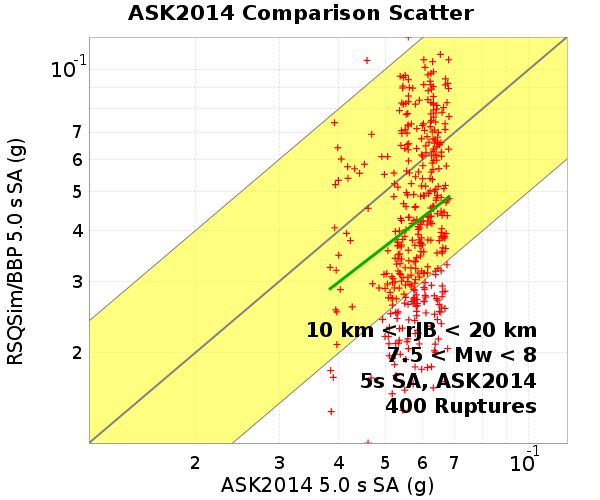 ASK2014 Comparison Scatter
RSQSim/BBP 5.0 s SA (g)
10⁻¹
7
6
5
4
3
2
10 km < rJB < 20 km
7.5 < Mw < 8
5s SA, ASK2014
400 Ruptures
2 3 4 5 6 7 10⁻¹
ASK2014 5.0 s SA (g)